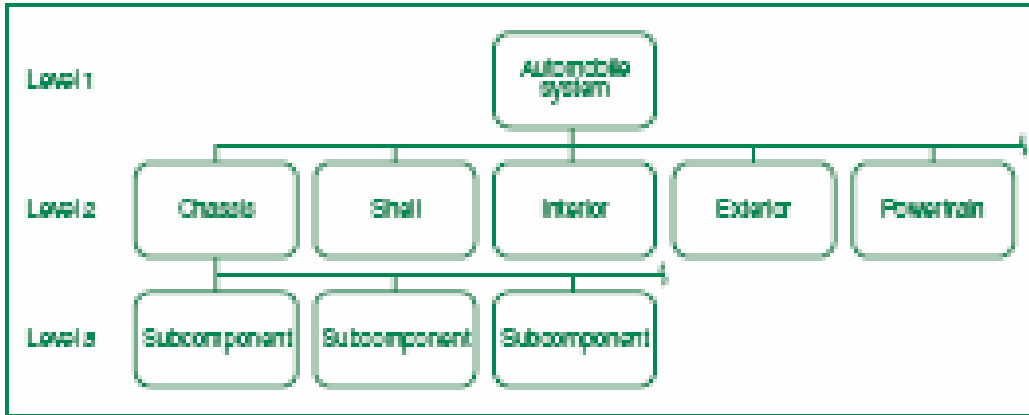 Level 1
Automobile
system
Level 2
Chassis
Shell
Interior
Exterior
Powertrain
Level 3
Subcomponent
Subcomponent
Subcomponent